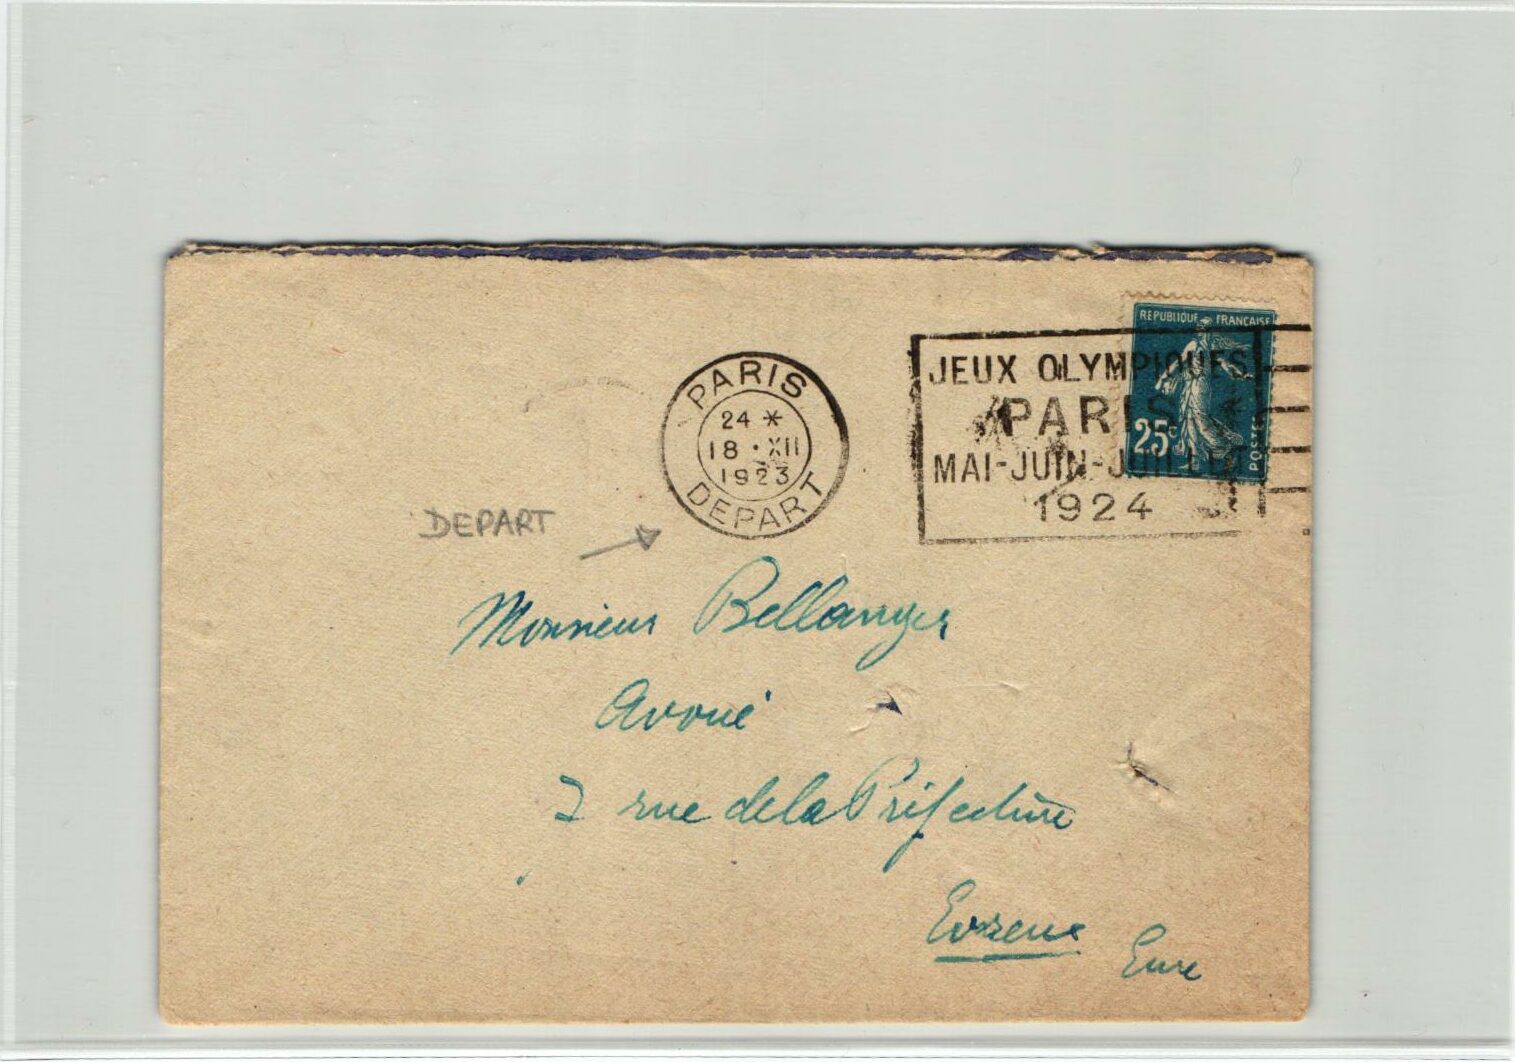 REPUBLIQUE FRANCAISE
25c
POSTES
JEUX OLYMPIQUES
PARIS
MAI-JUIN-JUILLET
1924
PARIS
24 *
18 · XII
1923
DEPART
DEPART
Monsieur Bellanger
Avoué
2 rue de la Préfecture
Evreux
Eure